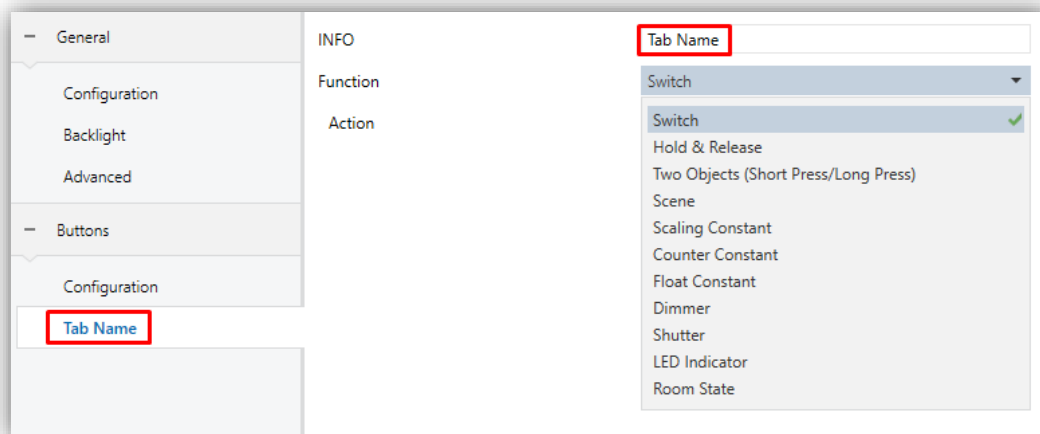 General
Configuration
Backlight
Advanced
Buttons
Configuration
Tab Name
INFO
Tab Name
Function
Switch
Action
Switch
Hold & Release
Two Objects (Short Press/Long Press)
Scene
Scaling Constant
Counter Constant
Float Constant
Dimmer
Shutter
LED Indicator
Room State